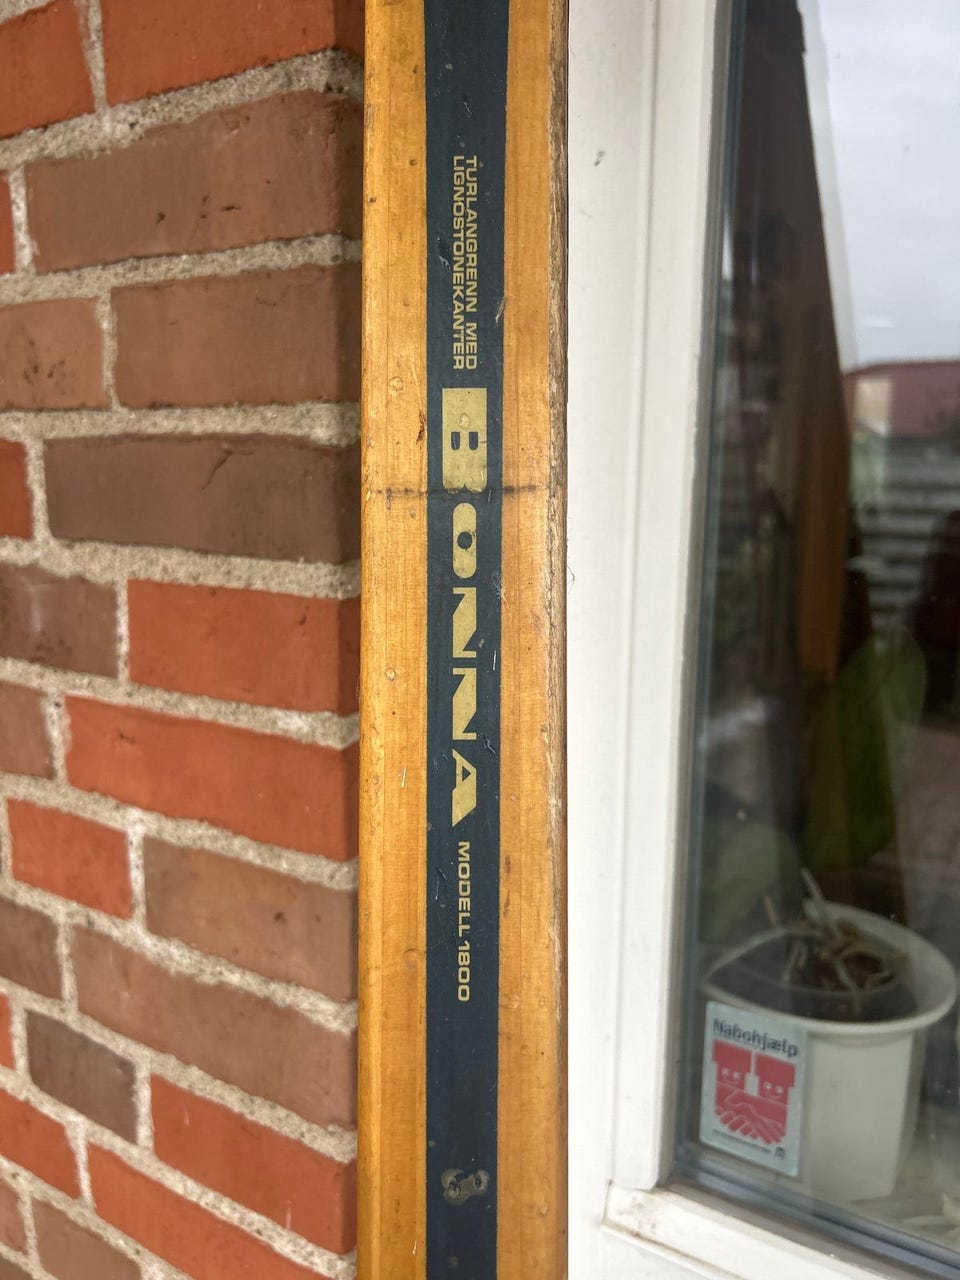 TURLANGRENN MED
LIGNOSTONEKANTER
BONNA
MODELL 1800
Nabohjælp